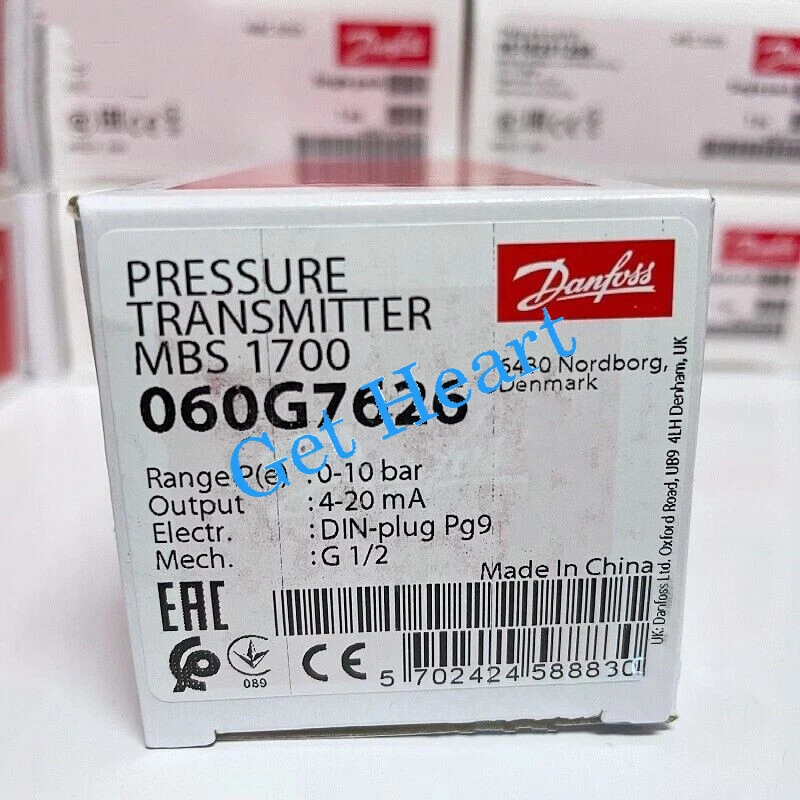 PRESSURE
TRANSMITTER
MBS 1700
060G7626
Danfoss
6430 Nordborg,
Denmark
Range P(e) : 0-10 bar
Output : 4-20 mA
Electr. : DIN-plug Pg9
Mech. : G 1/2
Made In China
UK: Danfoss Ltd. Oxford Road, UB9 4LH Denham, UK
EAC
089
CE
5 702424 588830
Get Heart
Danfoss
Danfoss